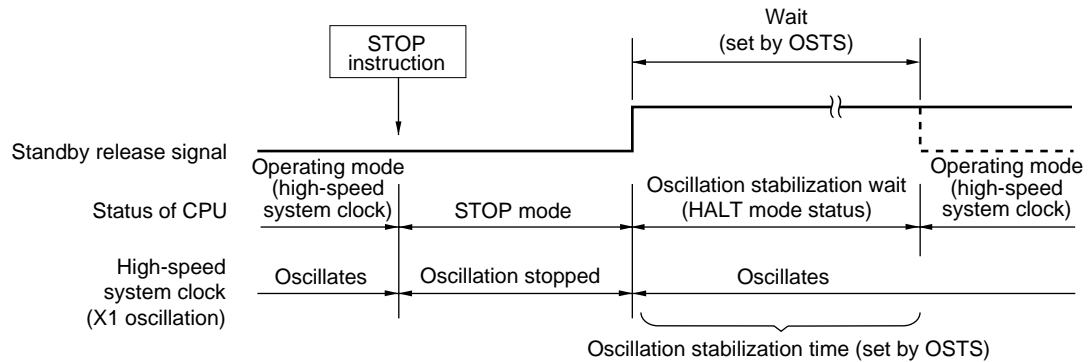 Wait
(set by OSTS)
STOP
instruction
Standby release signal
Operating mode
(high-speed
system clock)
Operating mode
(high-speed
system clock)
Status of CPU
STOP mode
Oscillation stabilization wait
(HALT mode status)
High-speed
system clock
(X1 oscillation)
Oscillates
Oscillation stopped
Oscillates
Oscillation stabilization time (set by OSTS)